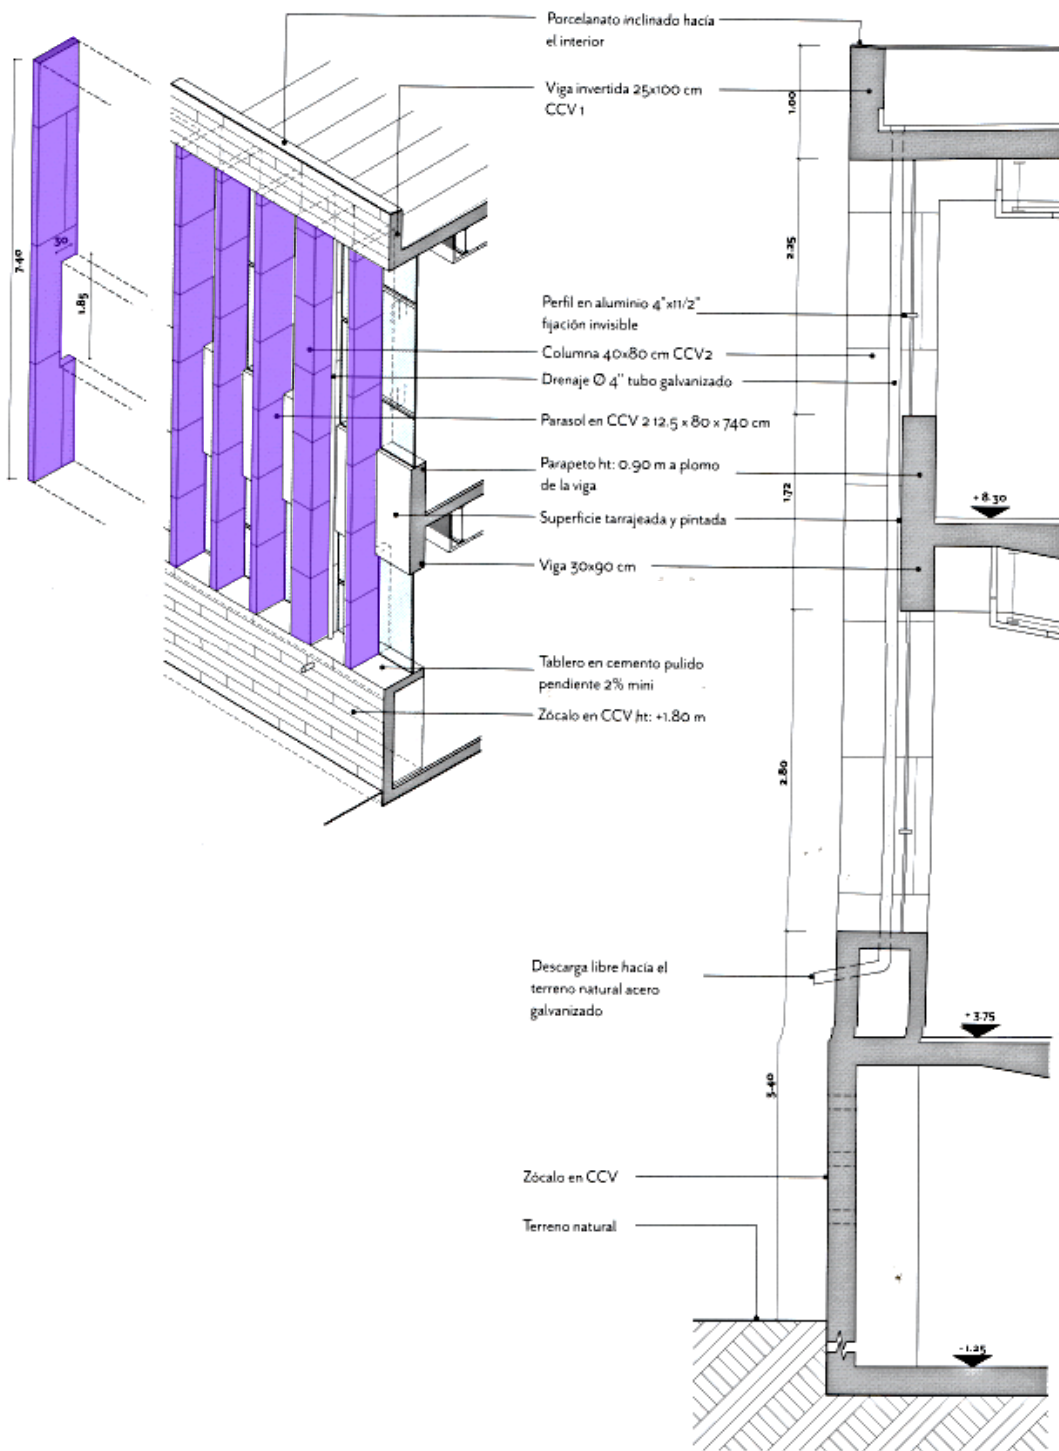 Porcelanato inclinado hacía
el interior
Viga invertida 25x100 cm
CCV 1
1.00
2.25
30
7.40
1.85
Perfil en aluminio 4"x11/2"
fijación invisible
Columna 40x80 cm CCV2
Drenaje Ø 4" tubo galvanizado
Parasol en CCV 2 12.5 x 80 x 740 cm
Parapeto ht: 0.90 m a plomo
de la viga
1.72
+ 8.30
Superficie tarrajeada y pintada
Viga 30x90 cm
Tablero en cemento pulido
pendiente 2% mini
Zócalo en CCV ht: +1.80 m
2.80
Descarga libre hacía el
terreno natural acero
galvanizado
+ 3.75
3.40
Zócalo en CCV
Terreno natural
- 1.25